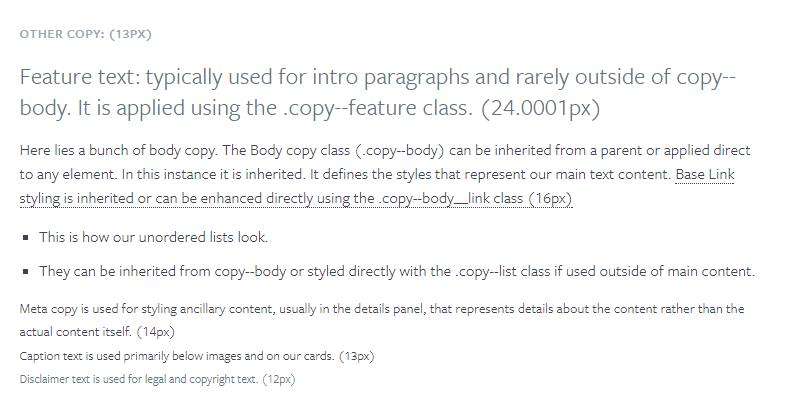 OTHER COPY: (13PX)
Feature text: typically used for intro paragraphs and rarely outside of copy--
body. It is applied using the .copy--feature class. (24.0001px)
Here lies a bunch of body copy. The Body copy class (.copy--body) can be inherited from a parent or applied direct
to any element. In this instance it is inherited. It defines the styles that represent our main text content. Base Link
styling is inherited or can be enhanced directly using the .copy--body__link class (16px)
▪ This is how our unordered lists look.
▪ They can be inherited from copy--body or styled directly with the .copy--list class if used outside of main content.
Meta copy is used for styling ancillary content, usually in the details panel, that represents details about the content rather than the
actual content itself. (14px)
Caption text is used primarily below images and on our cards. (13px)
Disclaimer text is used for legal and copyright text. (12px)